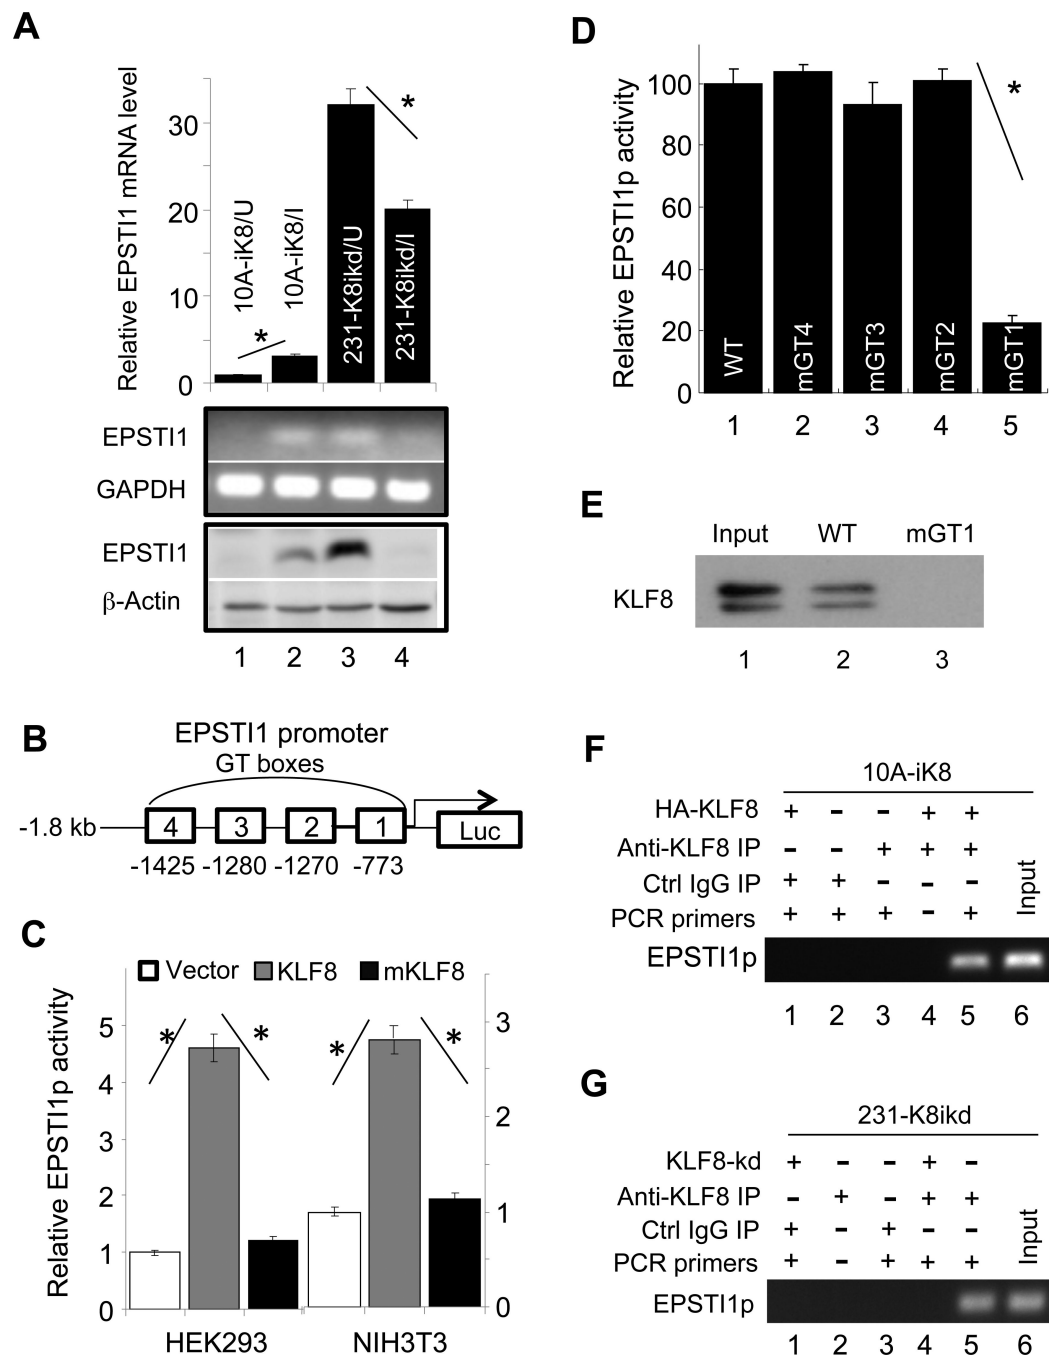 A
Relative EPSTI1 mRNA level
30
20
10
0
10A-iK8/U
10A-iK8/I
231-K8ikd/U
231-K8ikd/I
*
*
EPSTI1
GAPDH
EPSTI1
β-Actin
1 2 3 4
B
EPSTI1 promoter
GT boxes
-1.8 kb 4 3 2 1 Luc
-1425 -1280 -1270 -773
C
Relative EPSTI1p activity
Vector KLF8 mKLF8
5
4
3
2
1
0
* * * *
3
2
1
0
HEK293 NIH3T3
D
Relative EPSTI1p activity
100
80
60
40
20
0
*
WT mGT4 mGT3 mGT2 mGT1
1 2 3 4 5
E
Input WT mGT1
KLF8
1 2 3
F
10A-iK8
HA-KLF8 + - - + +
Anti-KLF8 IP - - + + +
Ctrl IgG IP + + - - -
PCR primers + + + - +
Input
EPSTI1p
1 2 3 4 5 6
G
231-K8ikd
KLF8-kd + - - + -
Anti-KLF8 IP - + - + +
Ctrl IgG IP + - + - -
PCR primers + - + + +
Input
EPSTI1p
1 2 3 4 5 6